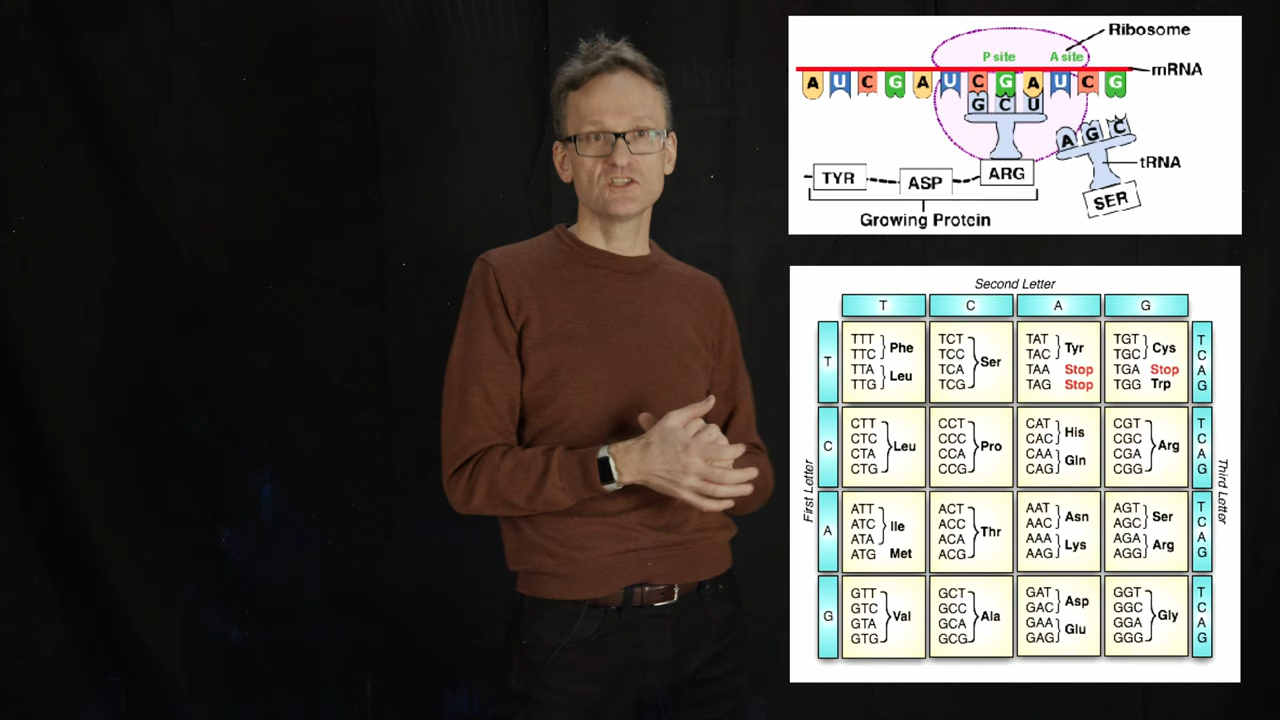 Ribosome
P site A site
mRNA
A U C G A U C G A U C G
G C U
A G C
tRNA
TYR ASP ARG
SER
Growing Protein
Second Letter
T C A G
First Letter
Third Letter
T
TTT
TTC
Phe
TTA
TTG
Leu
TCT
TCC
TCA
TCG
Ser
TAT
TAC
Tyr
TAA Stop
TAG Stop
TGT
TGC
Cys
TGA Stop
TGG Trp
T
C
A
G
C
CTT
CTC
CTA
CTG
Leu
CCT
CCC
CCA
CCG
Pro
CAT
CAC
His
CAA
CAG
Gln
CGT
CGC
CGA
CGG
Arg
T
C
A
G
A
ATT
ATC
ATA
Ile
ATG Met
ACT
ACC
ACA
ACG
Thr
AAT
AAC
Asn
AAA
AAG
Lys
AGT
AGC
Ser
AGA
AGG
Arg
T
C
A
G
G
GTT
GTC
GTA
GTG
Val
GCT
GCC
GCA
GCG
Ala
GAT
GAC
Asp
GAA
GAG
Glu
GGT
GGC
GGA
GGG
Gly
T
C
A
G